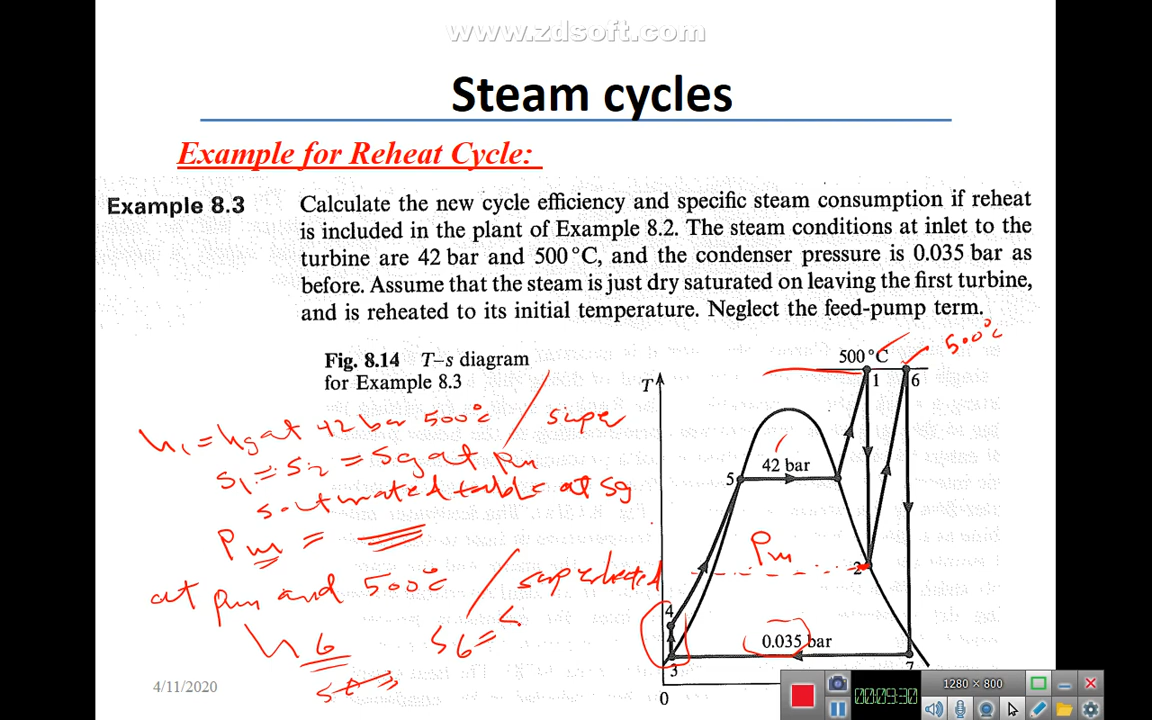 www.zdsoft.com
Steam cycles
Example for Reheat Cycle:
Example 8.3
Calculate the new cycle efficiency and specific steam consumption if reheat
is included in the plant of Example 8.2. The steam conditions at inlet to the
turbine are 42 bar and 500 °C, and the condenser pressure is 0.035 bar as
before. Assume that the steam is just dry saturated on leaving the first turbine,
and is reheated to its initial temperature. Neglect the feed-pump term.
Fig. 8.14 T–s diagram
for Example 8.3
500 °C
500°C
T
1
6
h1 = hg at 42 bar 500°C / supe
S1 = S2 = Sg at Pm
5
42 bar
saturated table at Sg
Pm =
Pm
2
at Pm and 500°C / superheated
4
h6 S6 =
0.035 bar
3
7
0
4/11/2020
1280 × 800
00:09:30